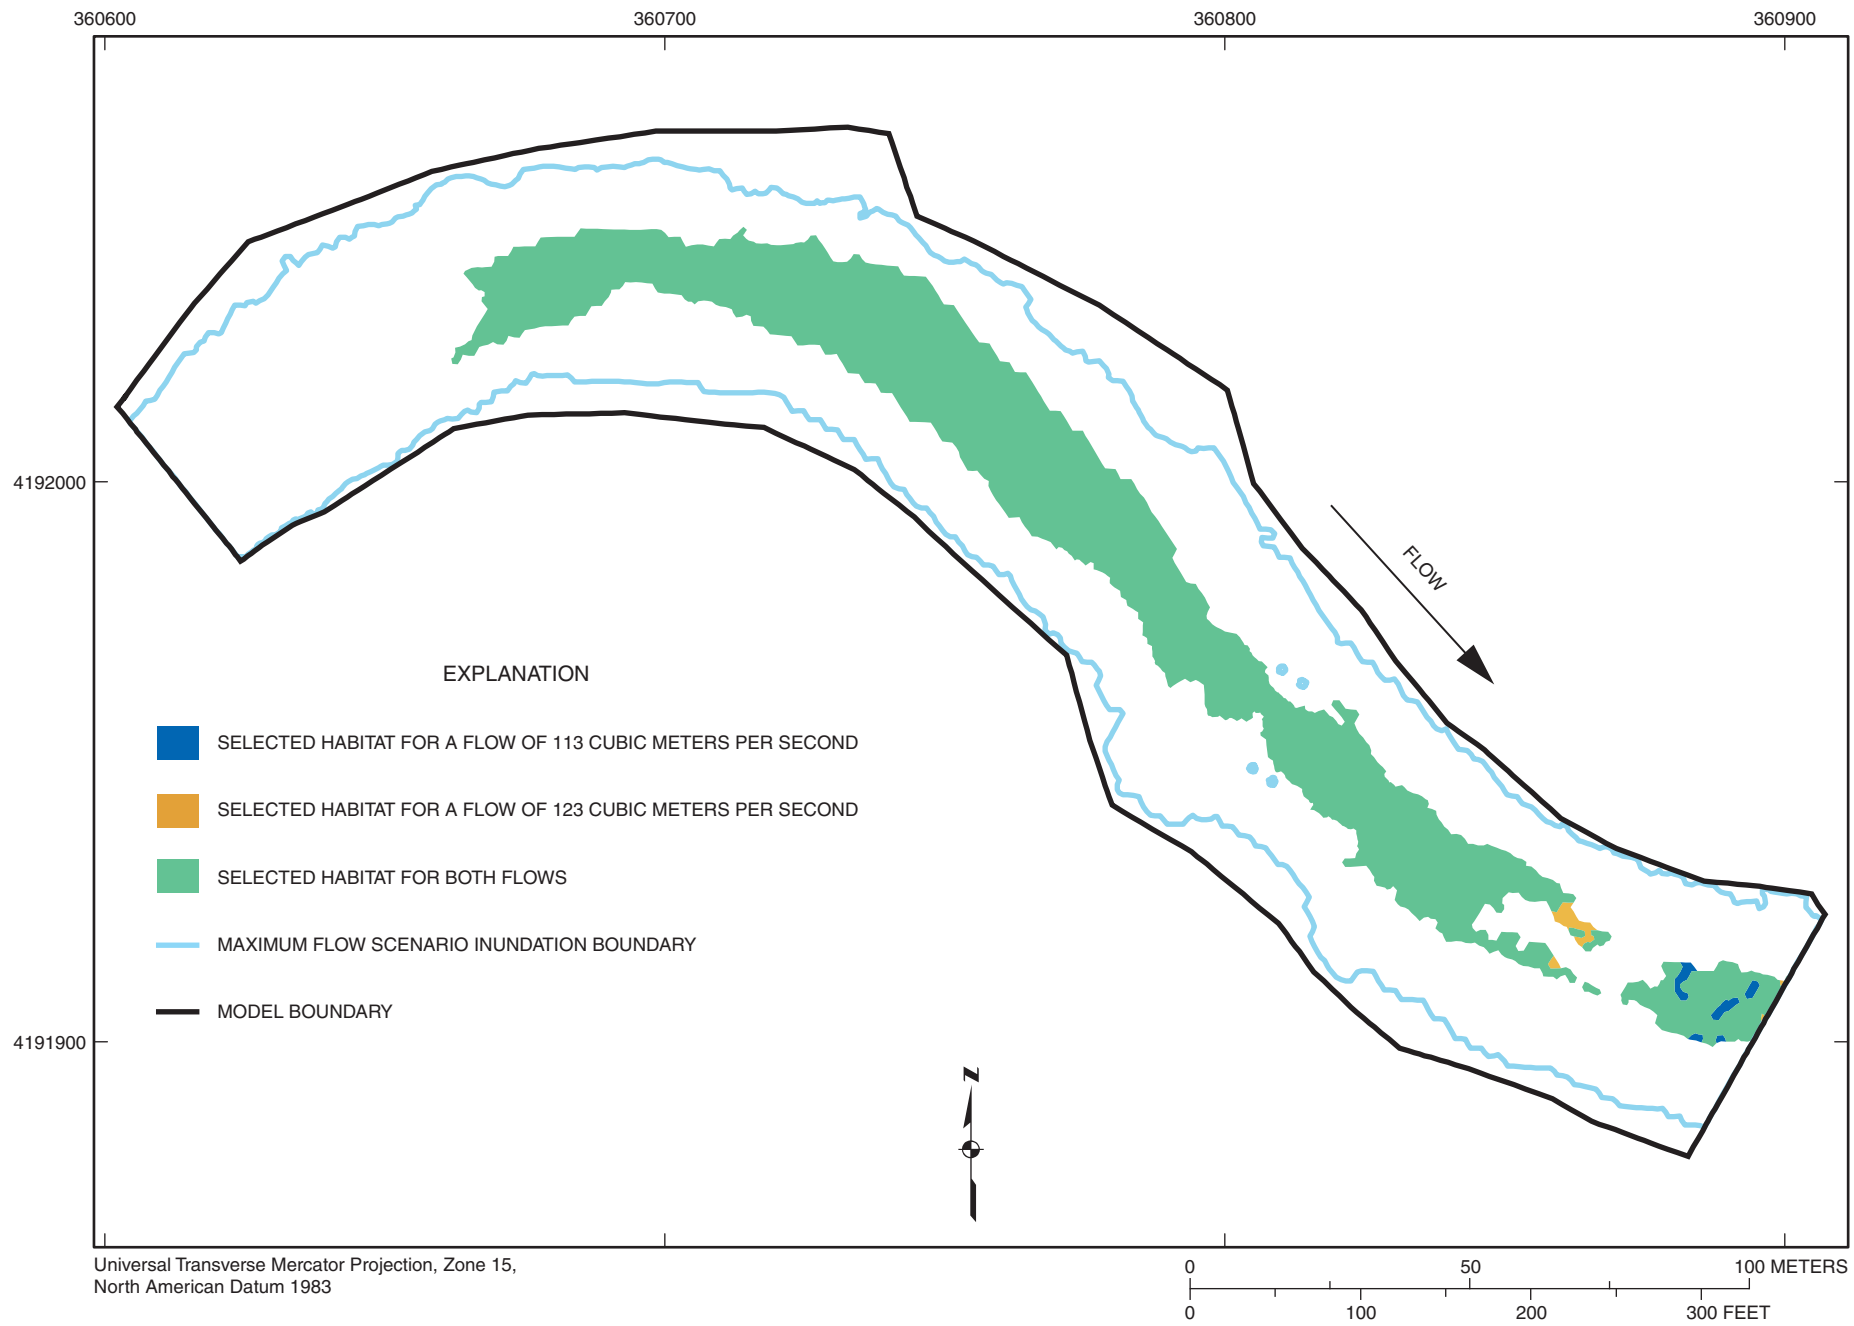 360600
360700
360800
360900
4192000
FLOW
EXPLANATION
SELECTED HABITAT FOR A FLOW OF 113 CUBIC METERS PER SECOND
SELECTED HABITAT FOR A FLOW OF 123 CUBIC METERS PER SECOND
SELECTED HABITAT FOR BOTH FLOWS
MAXIMUM FLOW SCENARIO INUNDATION BOUNDARY
MODEL BOUNDARY
4191900
N
Universal Transverse Mercator Projection, Zone 15,
North American Datum 1983
0 50 100 METERS
0 100 200 300 FEET